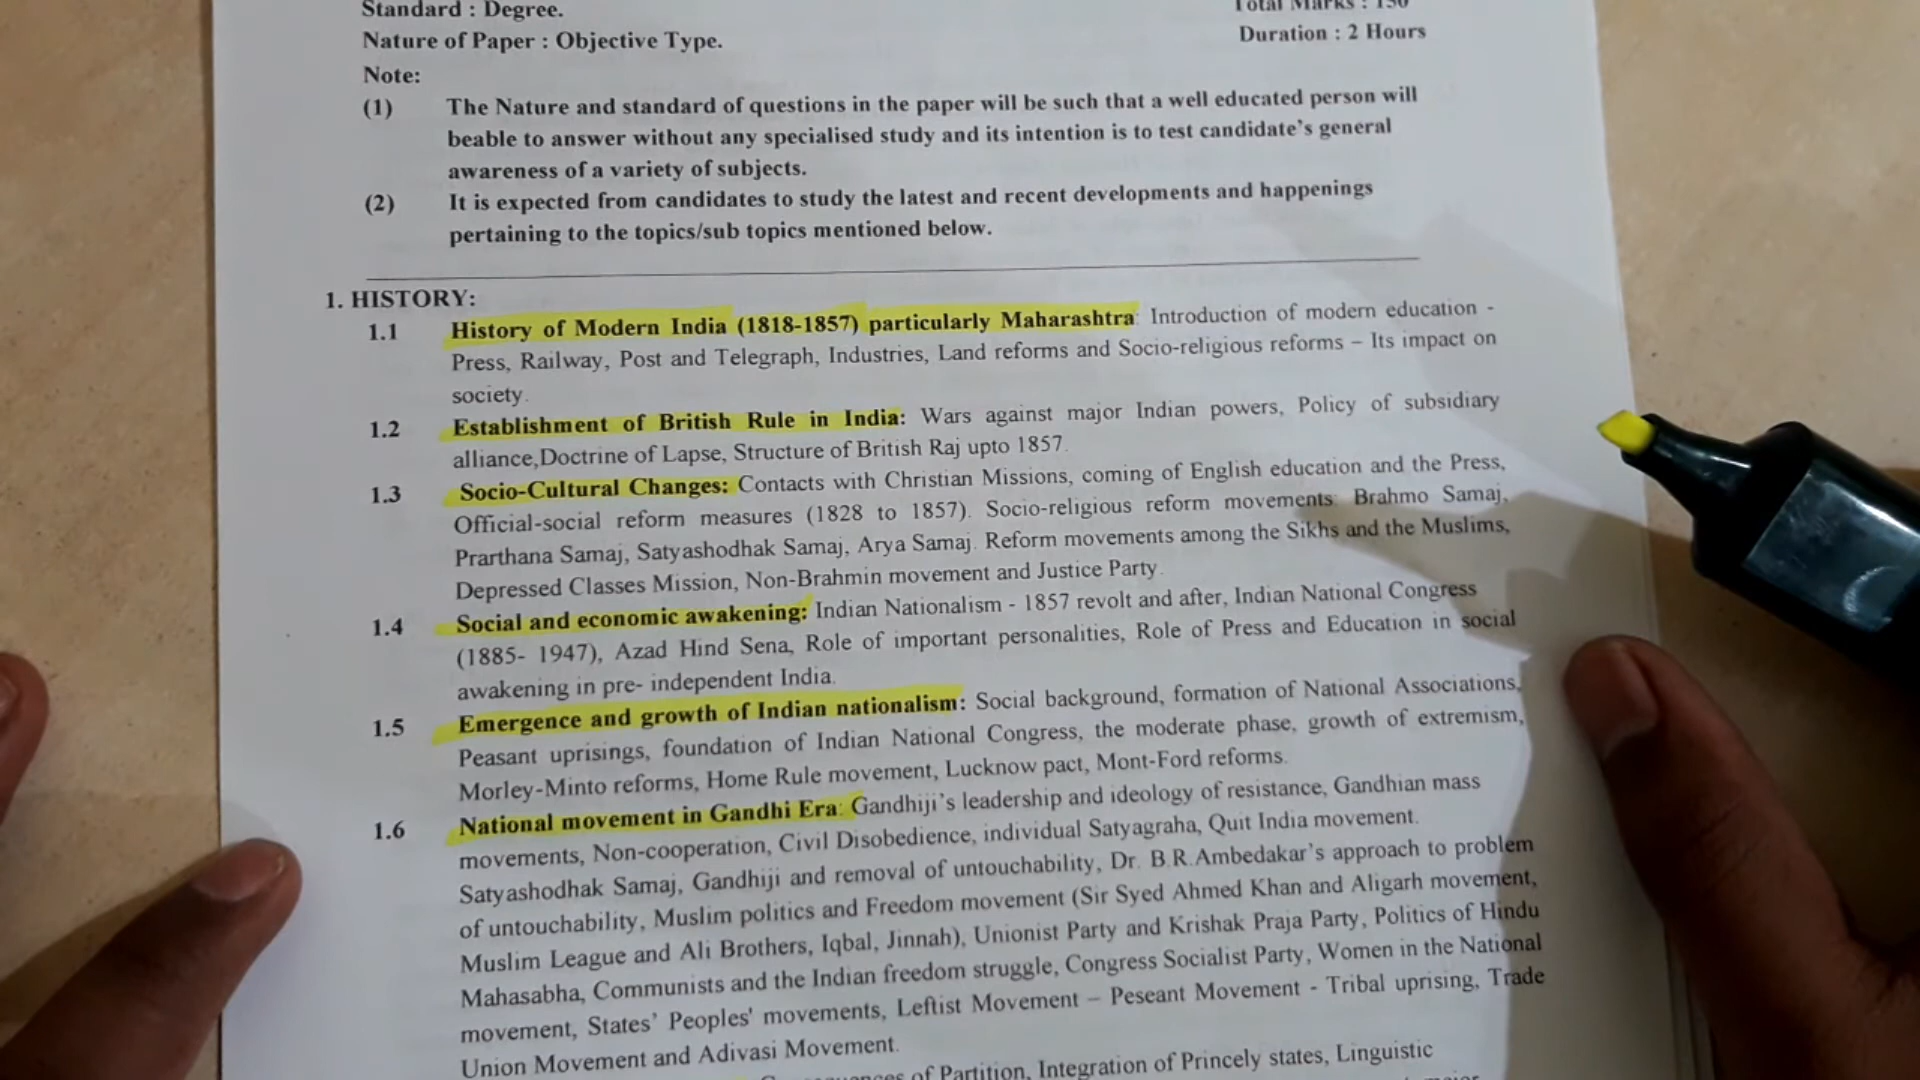 Standard : Degree.
Total Marks : 150
Nature of Paper : Objective Type.
Duration : 2 Hours
Note:
(1) The Nature and standard of questions in the paper will be such that a well educated person will
beable to answer without any specialised study and its intention is to test candidate's general
awareness of a variety of subjects.
(2) It is expected from candidates to study the latest and recent developments and happenings
pertaining to the topics/sub topics mentioned below.
1. HISTORY:
1.1 History of Modern India (1818-1857) particularly Maharashtra: Introduction of modern education -
Press, Railway, Post and Telegraph, Industries, Land reforms and Socio-religious reforms – Its impact on
society.
1.2 Establishment of British Rule in India: Wars against major Indian powers, Policy of subsidiary
alliance,Doctrine of Lapse, Structure of British Raj upto 1857.
1.3 Socio-Cultural Changes: Contacts with Christian Missions, coming of English education and the Press,
Official-social reform measures (1828 to 1857). Socio-religious reform movements: Brahmo Samaj,
Prarthana Samaj, Satyashodhak Samaj, Arya Samaj. Reform movements among the Sikhs and the Muslims,
Depressed Classes Mission, Non-Brahmin movement and Justice Party.
1.4 Social and economic awakening: Indian Nationalism - 1857 revolt and after, Indian National Congress
(1885- 1947), Azad Hind Sena, Role of important personalities, Role of Press and Education in social
awakening in pre- independent India.
1.5 Emergence and growth of Indian nationalism: Social background, formation of National Associations,
Peasant uprisings, foundation of Indian National Congress, the moderate phase, growth of extremism,
Morley-Minto reforms, Home Rule movement, Lucknow pact, Mont-Ford reforms.
1.6 National movement in Gandhi Era: Gandhiji's leadership and ideology of resistance, Gandhian mass
movements, Non-cooperation, Civil Disobedience, individual Satyagraha, Quit India movement.
Satyashodhak Samaj, Gandhiji and removal of untouchability, Dr. B.R.Ambedakar's approach to problem
of untouchability, Muslim politics and Freedom movement (Sir Syed Ahmed Khan and Aligarh movement,
Muslim League and Ali Brothers, Iqbal, Jinnah), Unionist Party and Krishak Praja Party, Politics of Hindu
Mahasabha, Communists and the Indian freedom struggle, Congress Socialist Party, Women in the National
movement, States' Peoples' movements, Leftist Movement – Peseant Movement - Tribal uprising, Trade
Union Movement and Adivasi Movement.
of Partition, Integration of Princely states, Linguistic